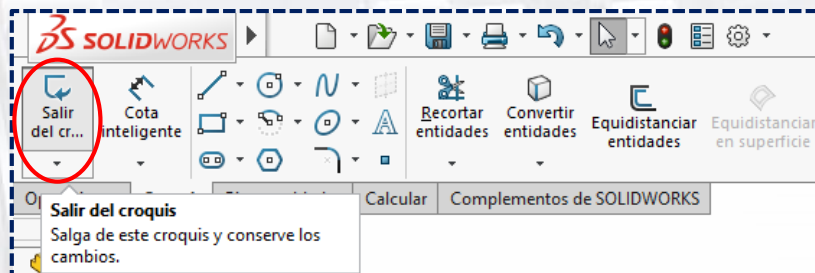 SOLIDWORKS
Salir
del cr...
Cota
inteligente
Recortar
entidades
Convertir
entidades
Equidistanciar
entidades
Equidistanciar
en superficie
Calcular
Complementos de SOLIDWORKS
Salir del croquis
Salga de este croquis y conserve los
cambios.